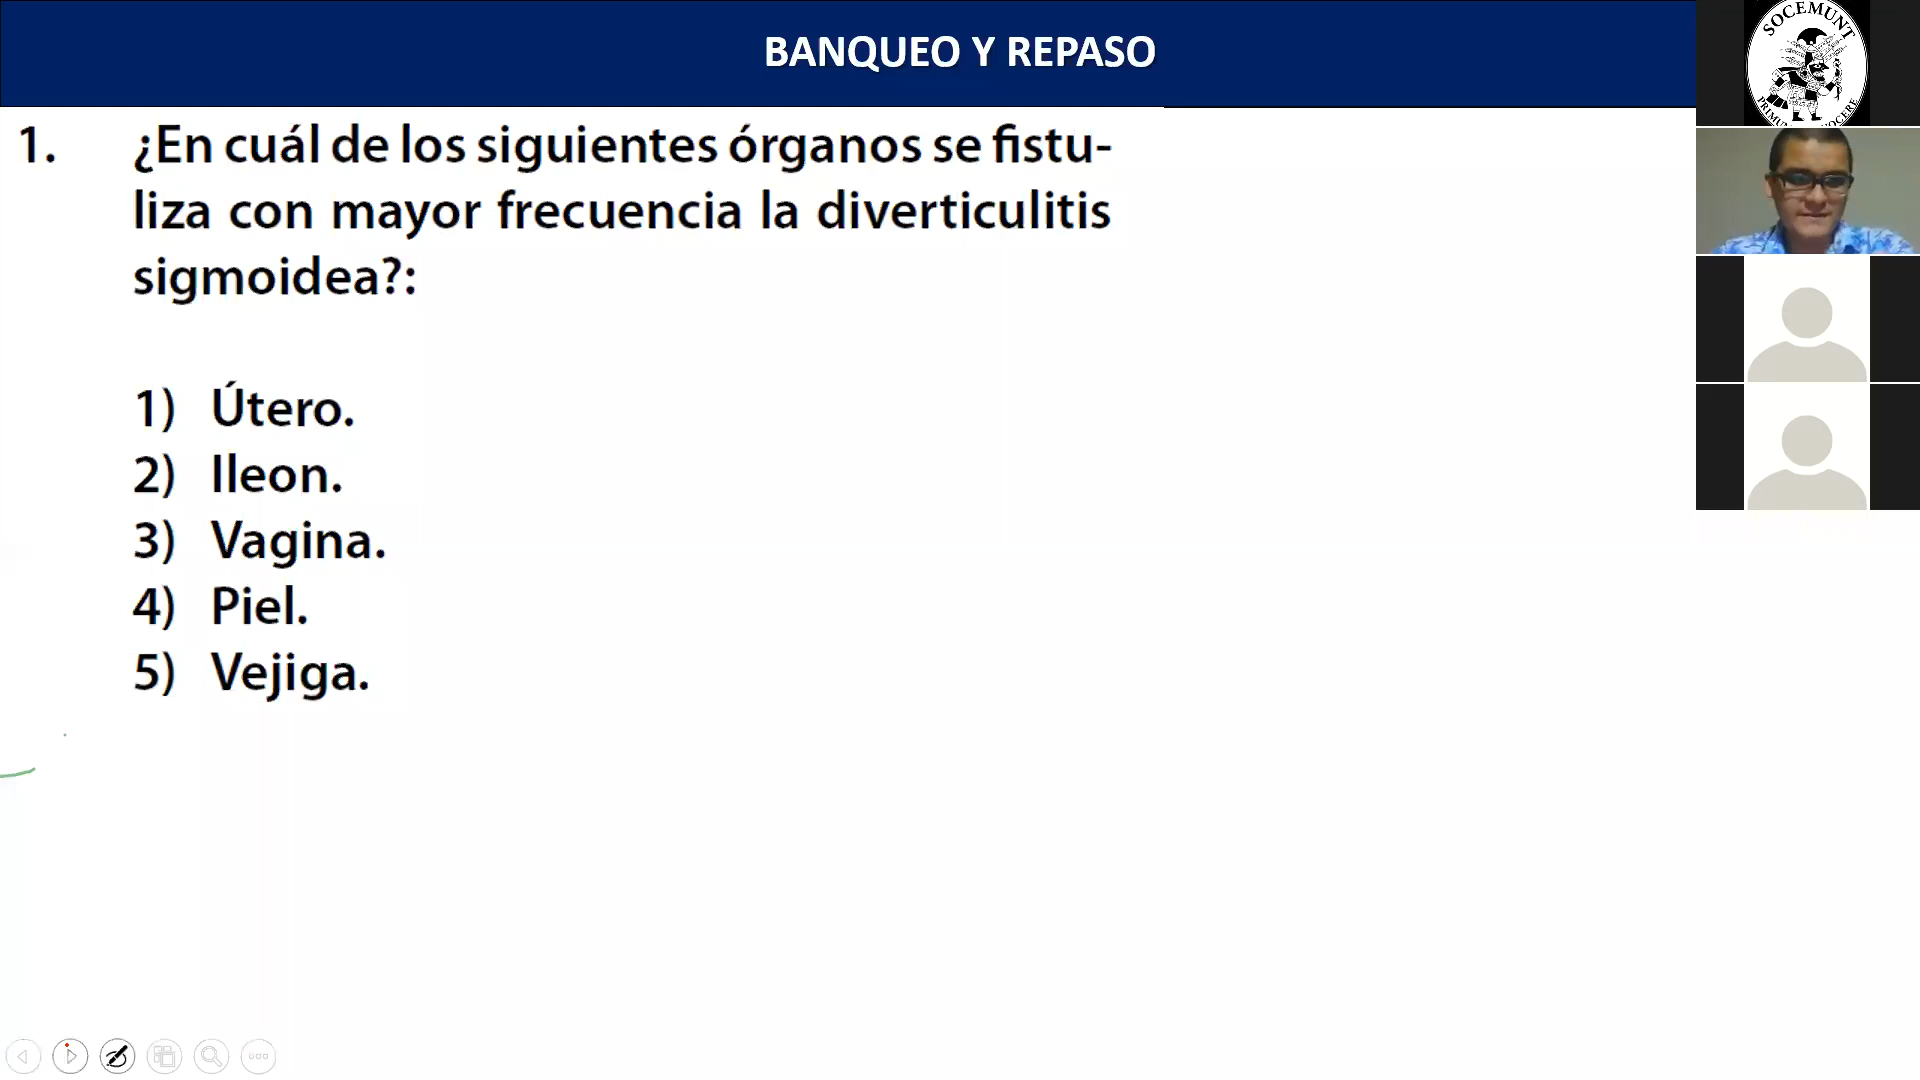 BANQUEO Y REPASO
SOCEMUNT
1. ¿En cuál de los siguientes órganos se fistu-
liza con mayor frecuencia la diverticulitis
sigmoidea?:
1) Útero.
2) Ileon.
3) Vagina.
4) Piel.
5) Vejiga.